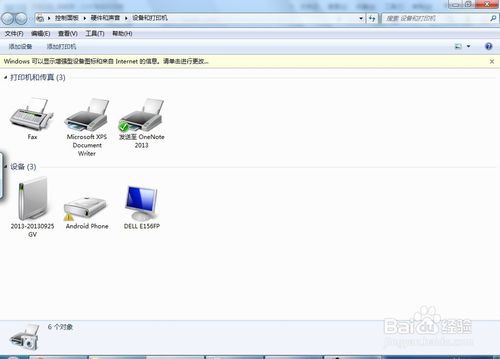 控制面板 ▸ 硬件和声音 ▸ 设备和打印机
搜索 设备和打印机
文件(F) 编辑(E) 查看(V) 工具(T) 帮助(H)
添加设备 添加打印机
Windows 可以显示增强型设备图标和来自 Internet 的信息。请单击进行更改...
打印机和传真 (3)
Fax
Microsoft XPS
Document
Writer
发送至 OneNote
2013
设备 (3)
2013-20130925
GV
Android Phone
DELL E156FP
6 个对象
Baidu 经验
jingyan.baidu.com